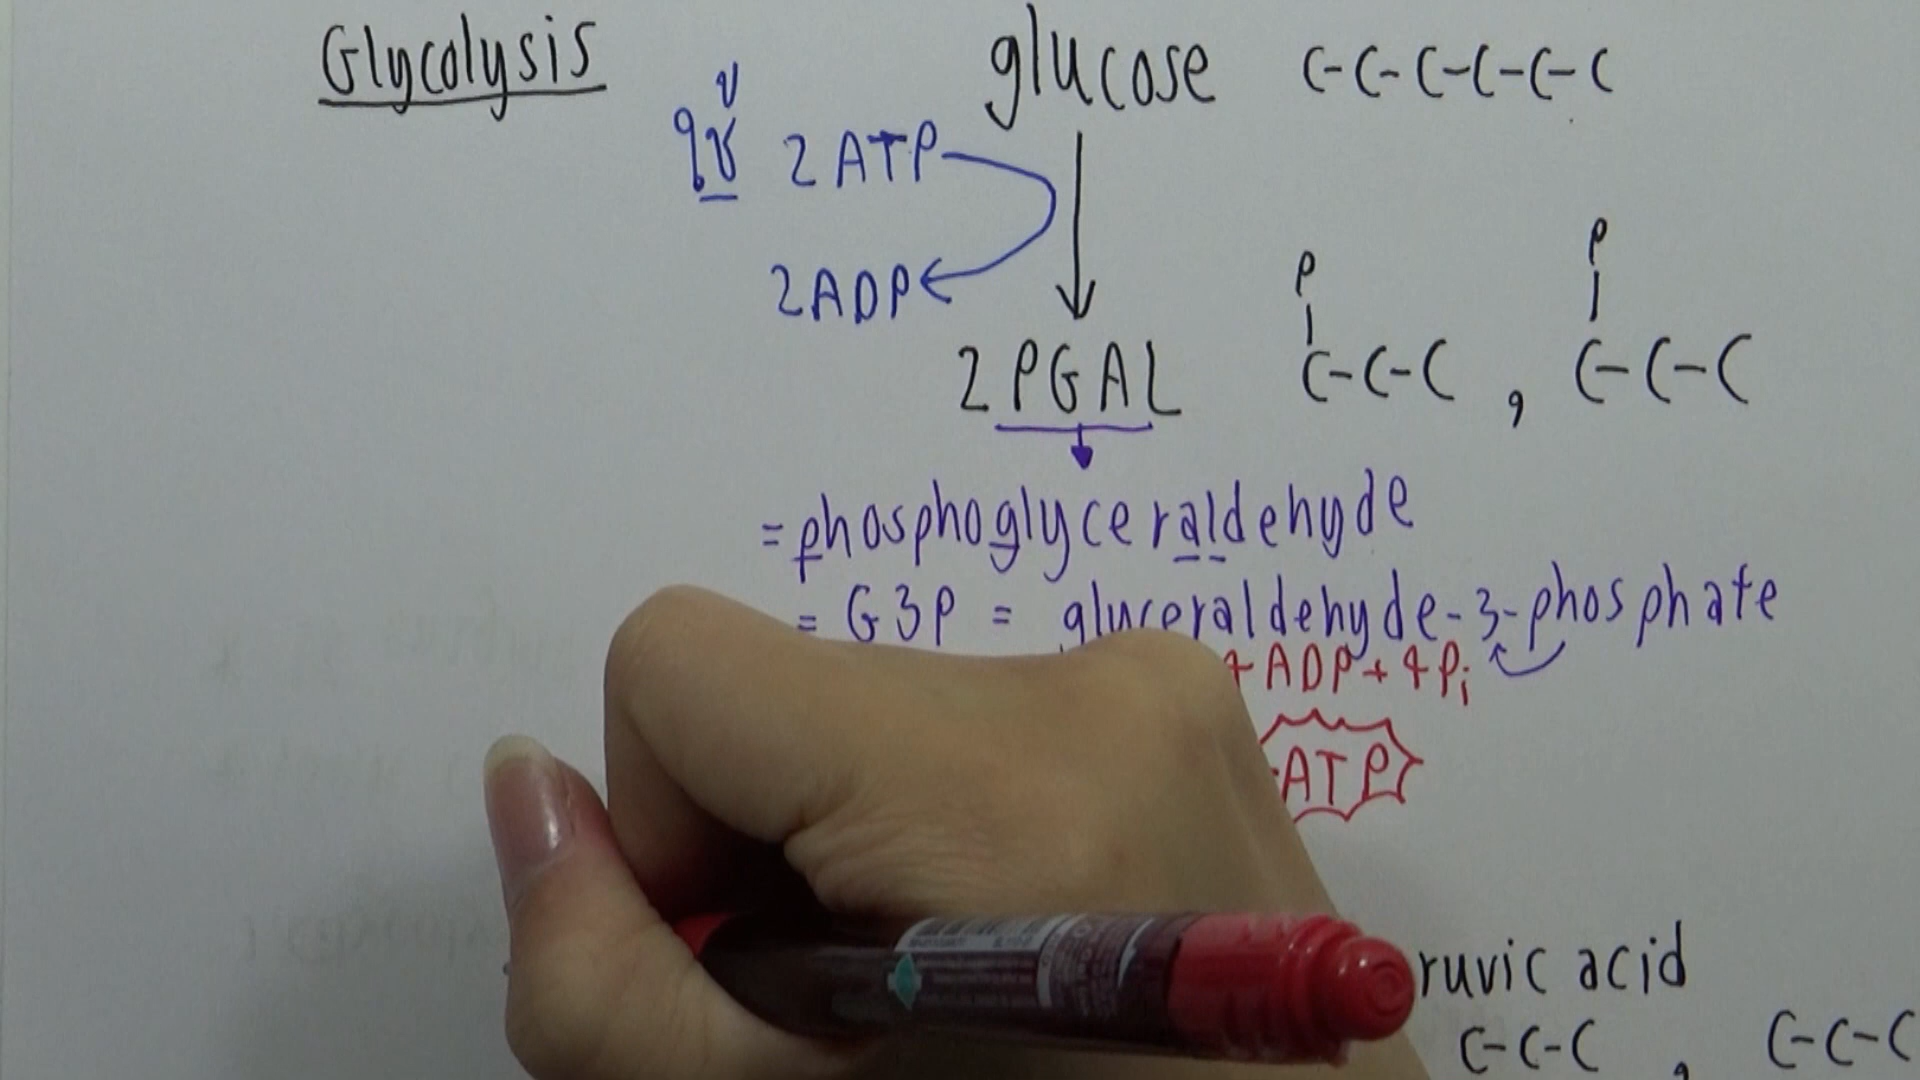 Glycolysis
glucose C-C-C-C-C-C
2ATP
2ADP
P P
2PGAL C-C-C , C-C-C
=phosphoglyceraldehyde
= G3P = glyceraldehyde-3-phosphate
ADP + 4Pi
ATP
ruvic acid
C-C-C , C-C-C